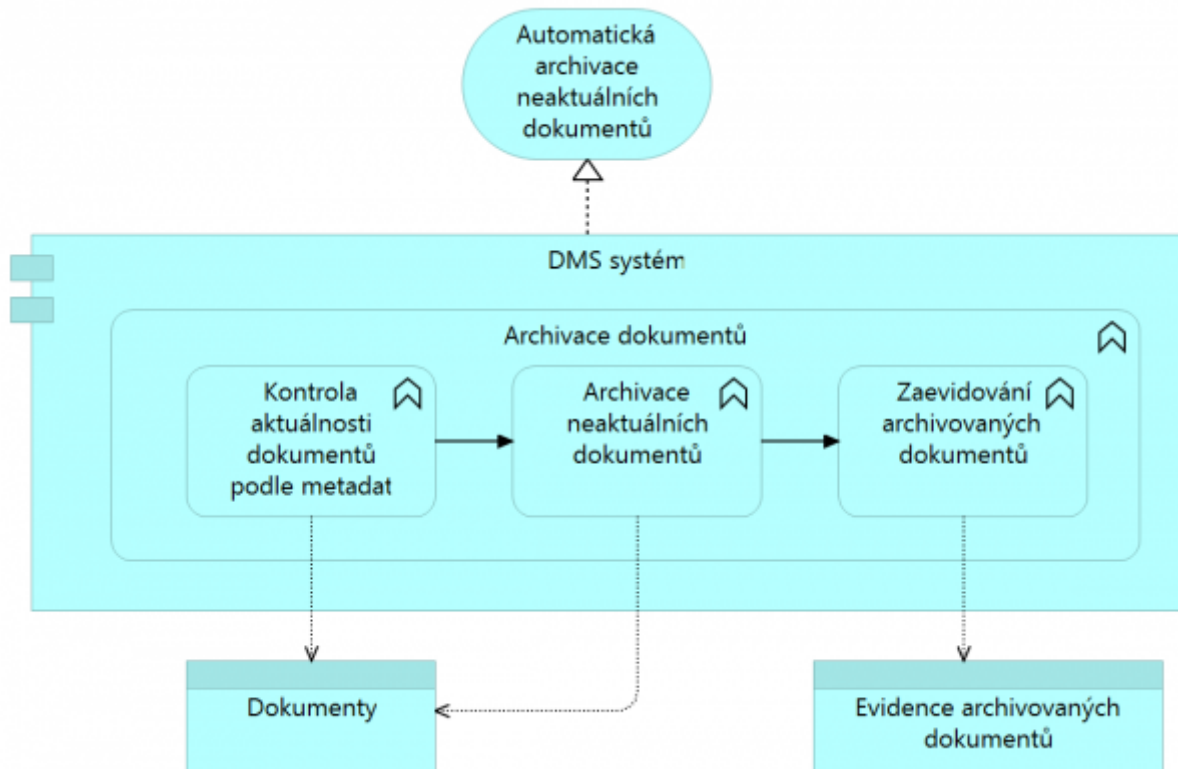 Automatická
archivace
neaktuálních
dokumentů
DMS systém
Archivace dokumentů
Kontrola
aktuálnosti
dokumentů
podle metadat
Archivace
neaktuálních
dokumentů
Zaevidování
archivovaných
dokumentů
Dokumenty
Evidence archivovaných
dokumentů